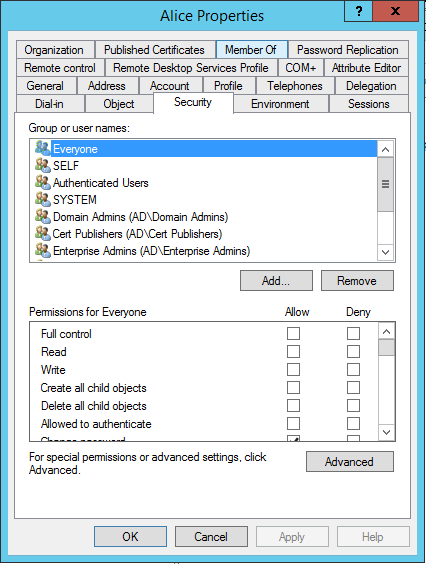 Alice Properties
? x
Organization Published Certificates Member Of Password Replication
Remote control Remote Desktop Services Profile COM+ Attribute Editor
General Address Account Profile Telephones Delegation
Dial-in Object Security Environment Sessions
Group or user names:
Everyone
SELF
Authenticated Users
SYSTEM
Domain Admins (AD\Domain Admins)
Cert Publishers (AD\Cert Publishers)
Enterprise Admins (AD\Enterprise Admins)
Add... Remove
Permissions for Everyone Allow Deny
Full control
Read
Write
Create all child objects
Delete all child objects
Allowed to authenticate
Change password
For special permissions or advanced settings, click
Advanced.
Advanced
OK Cancel Apply Help